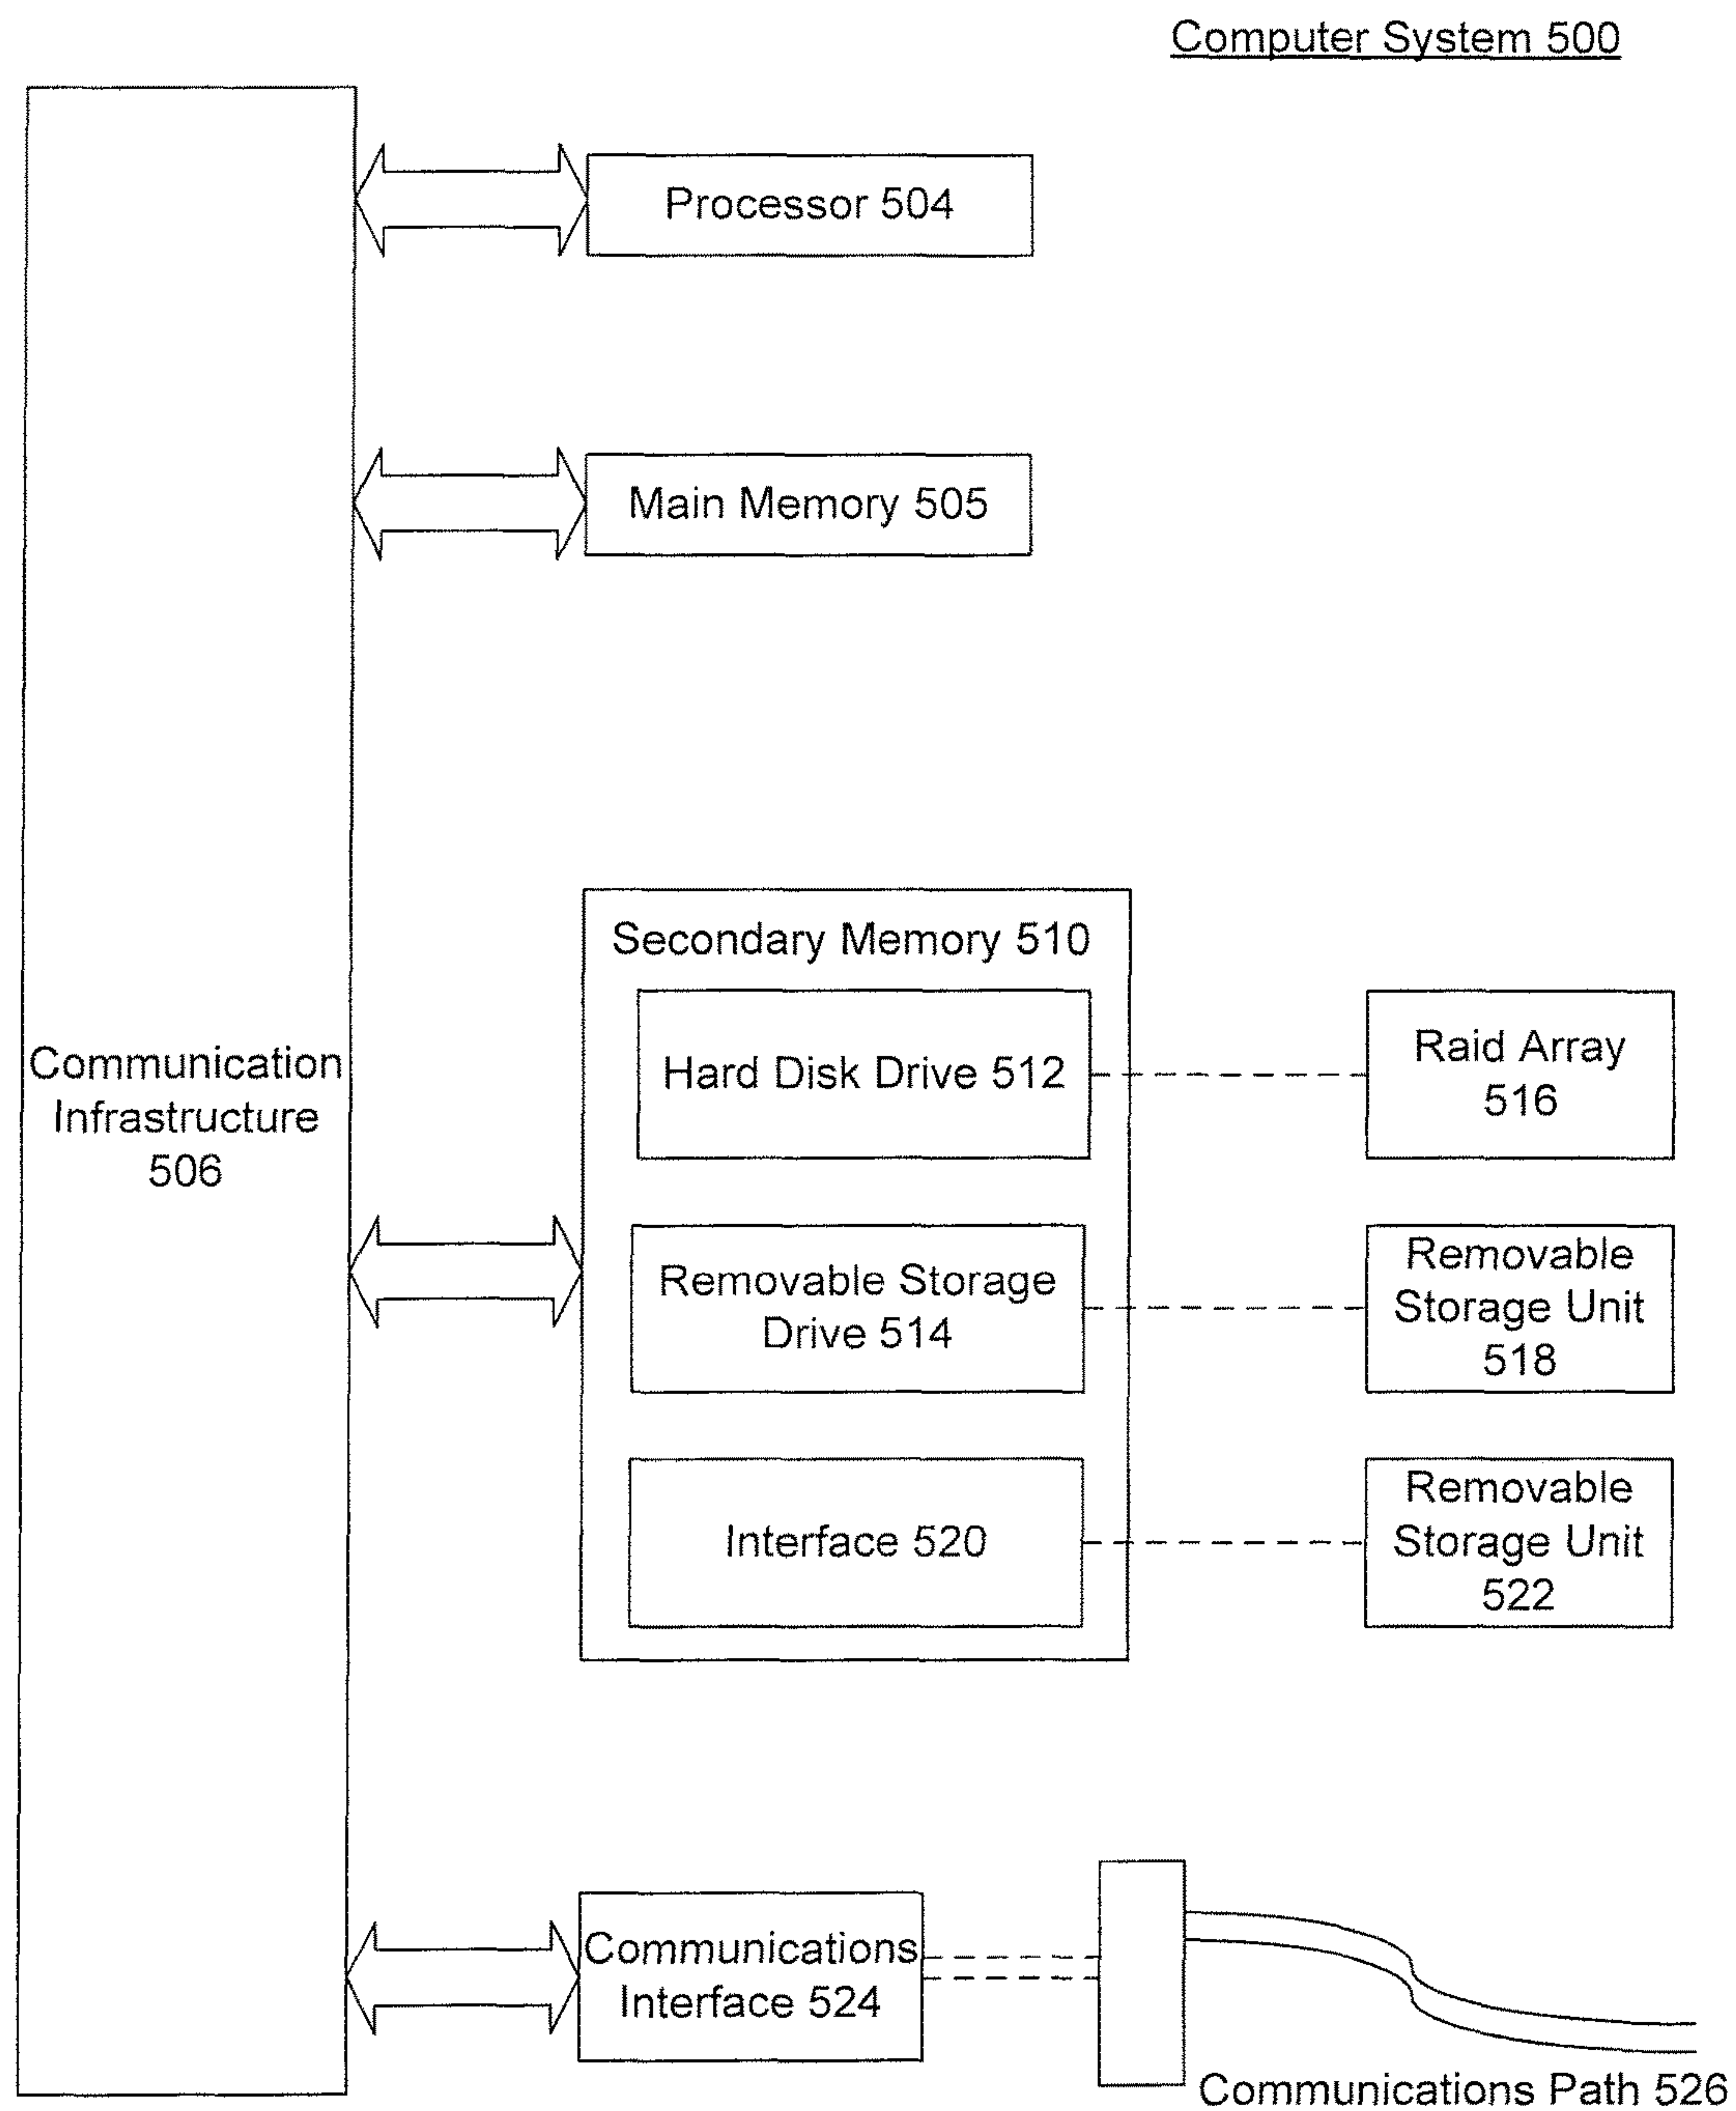 Computer System 500
Processor 504
Main Memory 505
Communication
Infrastructure
506
Secondary Memory 510
Hard Disk Drive 512
Raid Array
516
Removable Storage
Drive 514
Removable
Storage Unit
518
Interface 520
Removable
Storage Unit
522
Communications
Interface 524
Communications Path 526